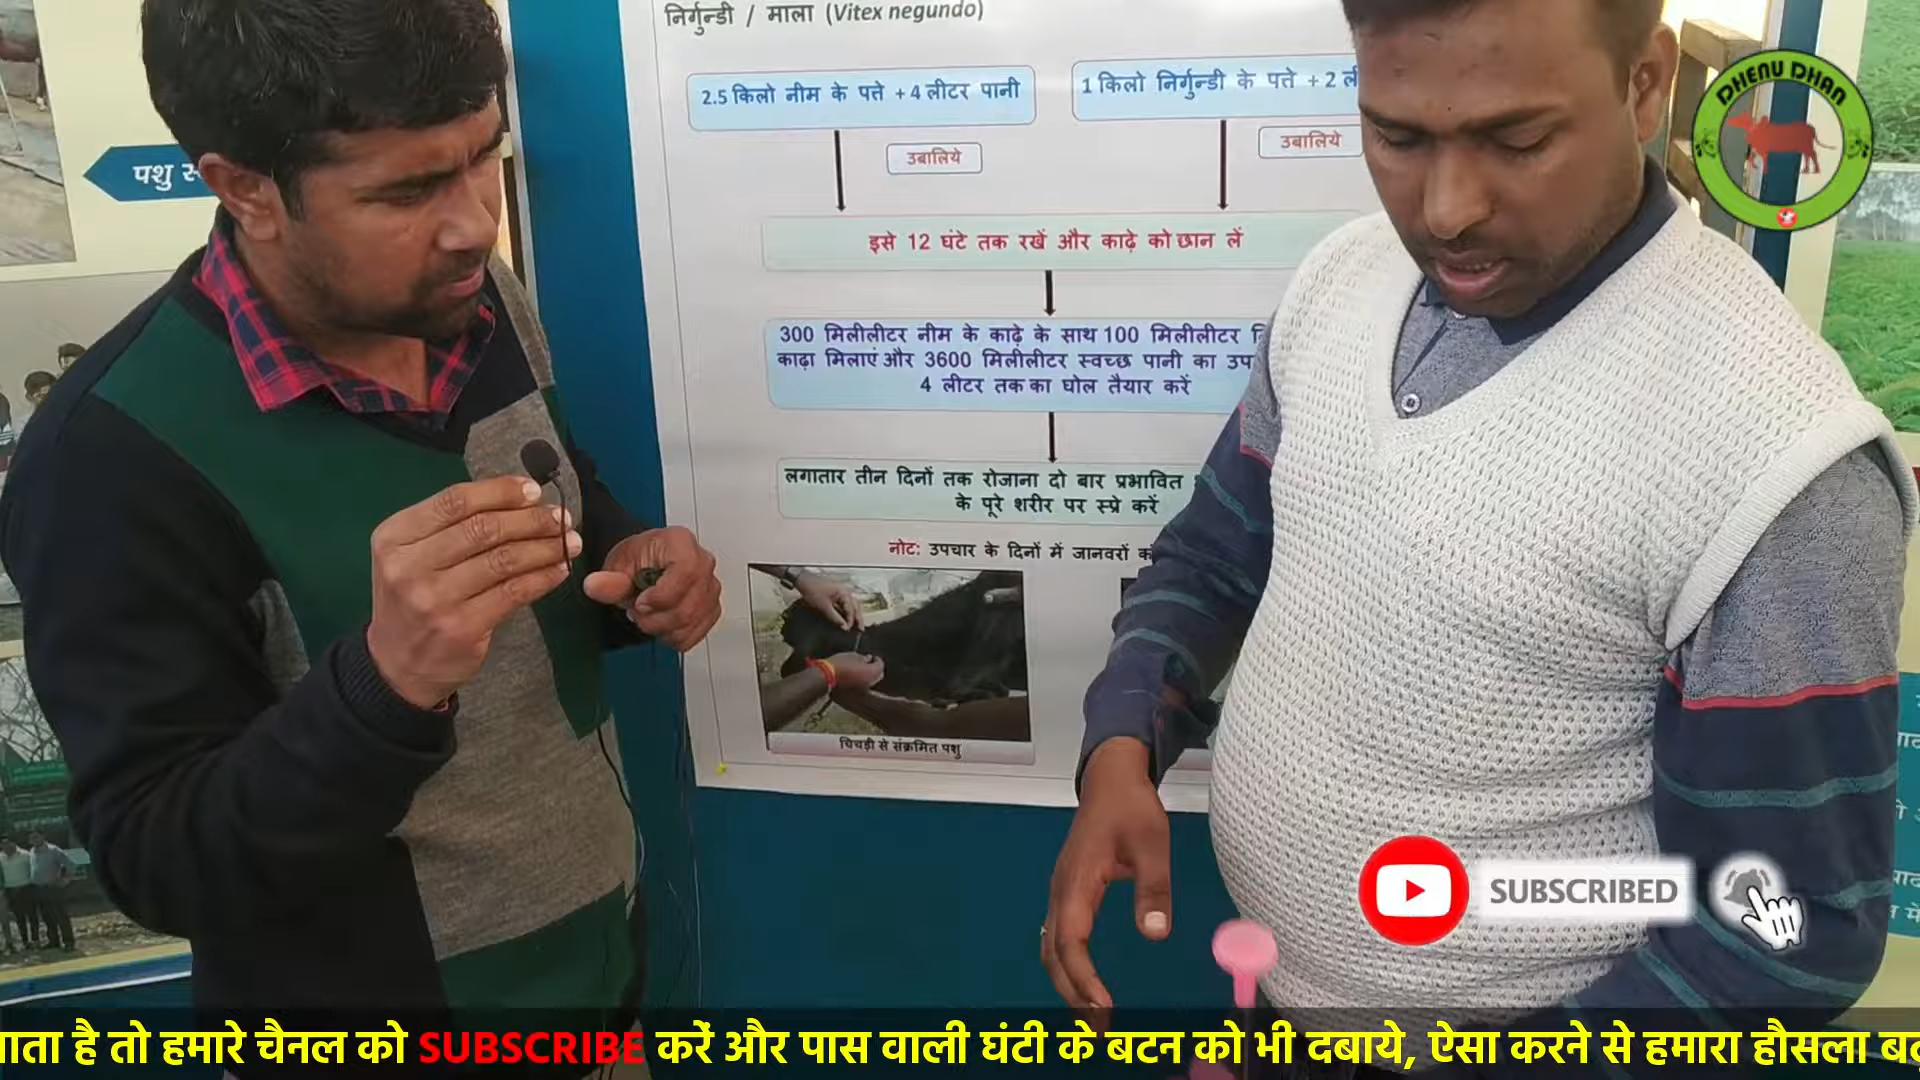 निर्गुन्डी / माला (Vitex negundo)
2.5 किलो नीम के पत्ते + 4 लीटर पानी
1 किलो निर्गुन्डी के पत्ते + 2
उबालिये
उबालिये
पशु
इसे 12 घंटे तक रखें और काढ़े को छान लें
300 मिलीलीटर नीम के काढ़े के साथ 100 मिलीलीटर
काढ़ा मिलाएं और 3600 मिलीलीटर स्वच्छ पानी का
4 लीटर तक का घोल तैयार करें
लगातार तीन दिनों तक रोजाना दो बार प्रभावित
के पूरे शरीर पर स्प्रे करें
नोट: उपचार के दिनों में जानवरों
चिचड़ी से संक्रमित पशु
DHENU DHAN
SUBSCRIBED
है तो हमारे चैनल को SUBSCRIBE करें और पास वाली घंटी के बटन को भी दबाये, ऐसा करने से हमारा हौसला